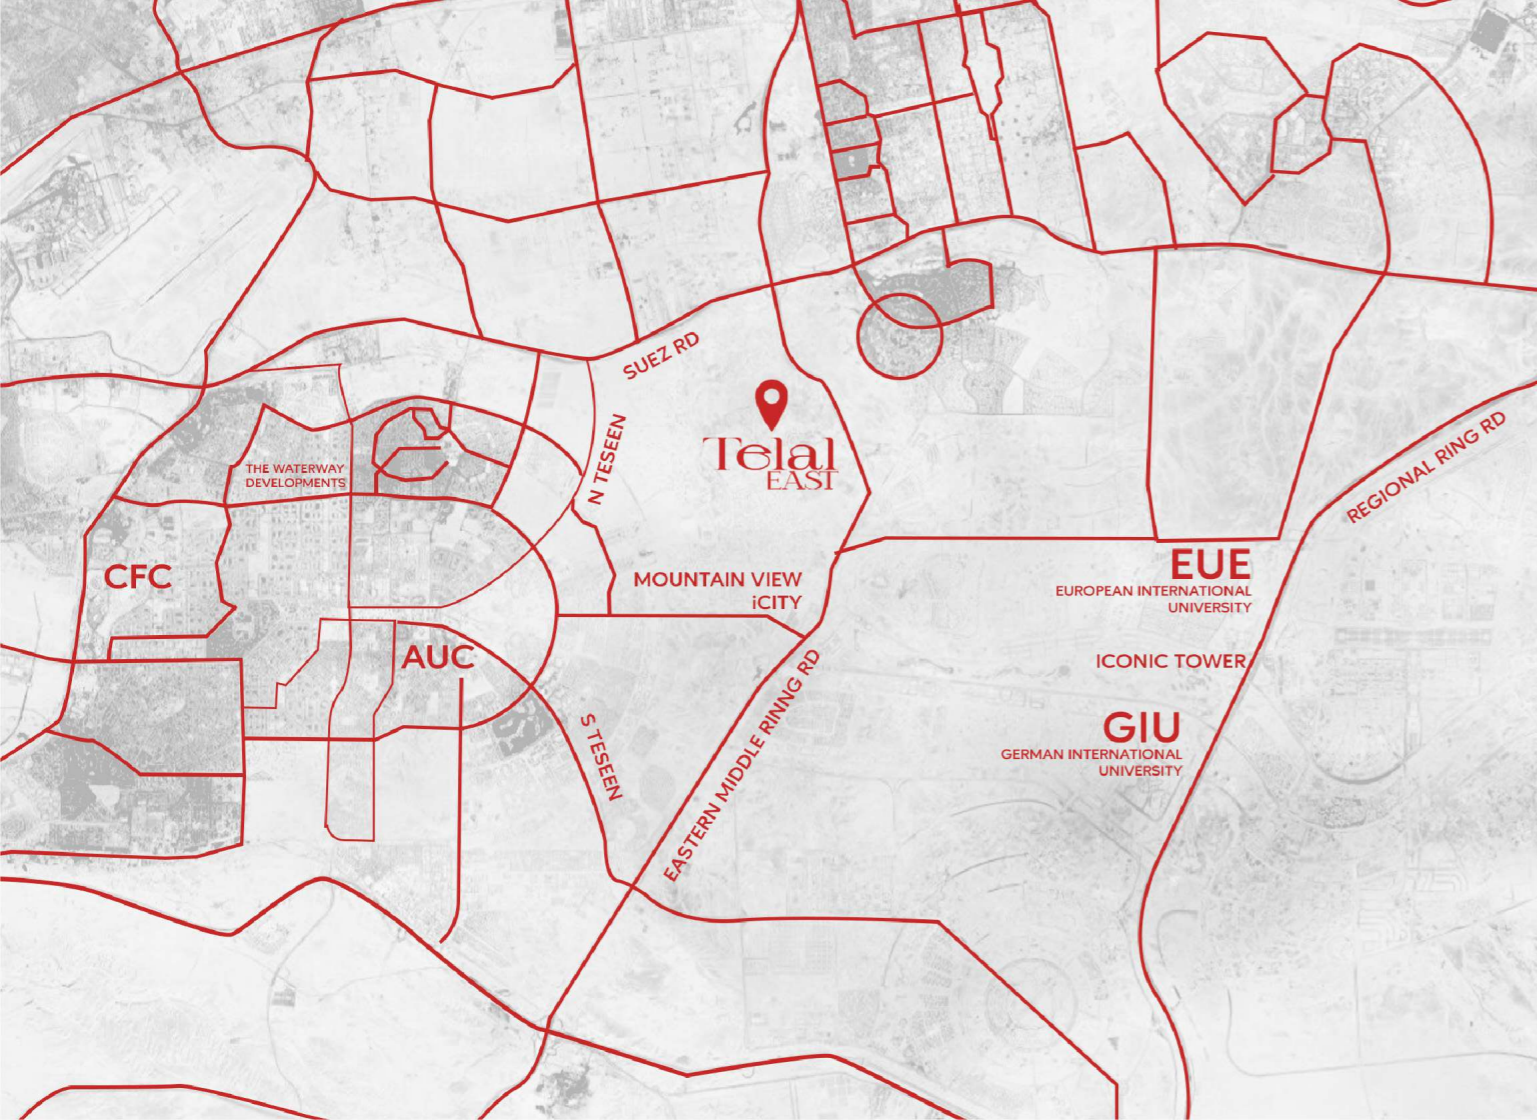 SUEZ RD
N TESEEN
Telal
EAST
REGIONAL RING RD
THE WATERWAY
DEVELOPMENTS
CFC
MOUNTAIN VIEW
iCITY
EUE
EUROPEAN INTERNATIONAL
UNIVERSITY
AUC
ICONIC TOWER
S TESEEN
EASTERN MIDDLE RINNG RD
GIU
GERMAN INTERNATIONAL
UNIVERSITY